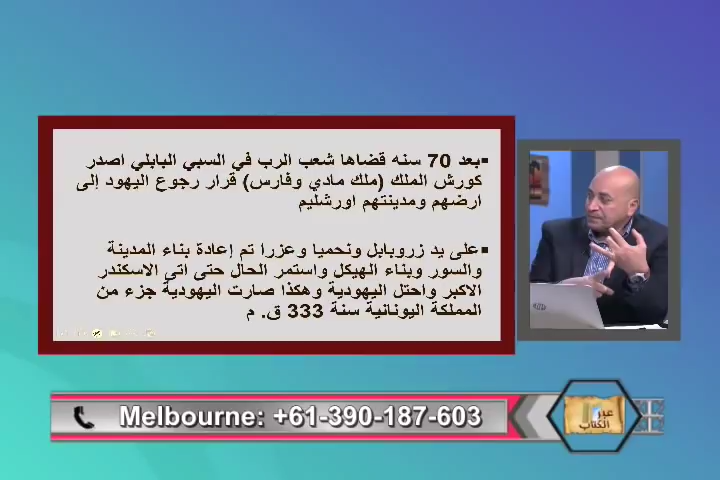 ▪بعد 70 سنه قضاها شعب الرب في السبي البابلي اصدر
كورش الملك (ملك مادي وفارس) قرار رجوع اليهود إلى
ارضهم ومدينتهم اورشليم
▪على يد زروبابل ونحميا وعزرا تم إعادة بناء المدينة
والسور وبناء الهيكل واستمر الحال حتى اتى الاسكندر
الاكبر واحتل اليهودية وهكذا صارت اليهودية جزء من
المملكة اليونانية سنة 333 ق. م
Melbourne: +61-390-187-603
عبر
الكتاب